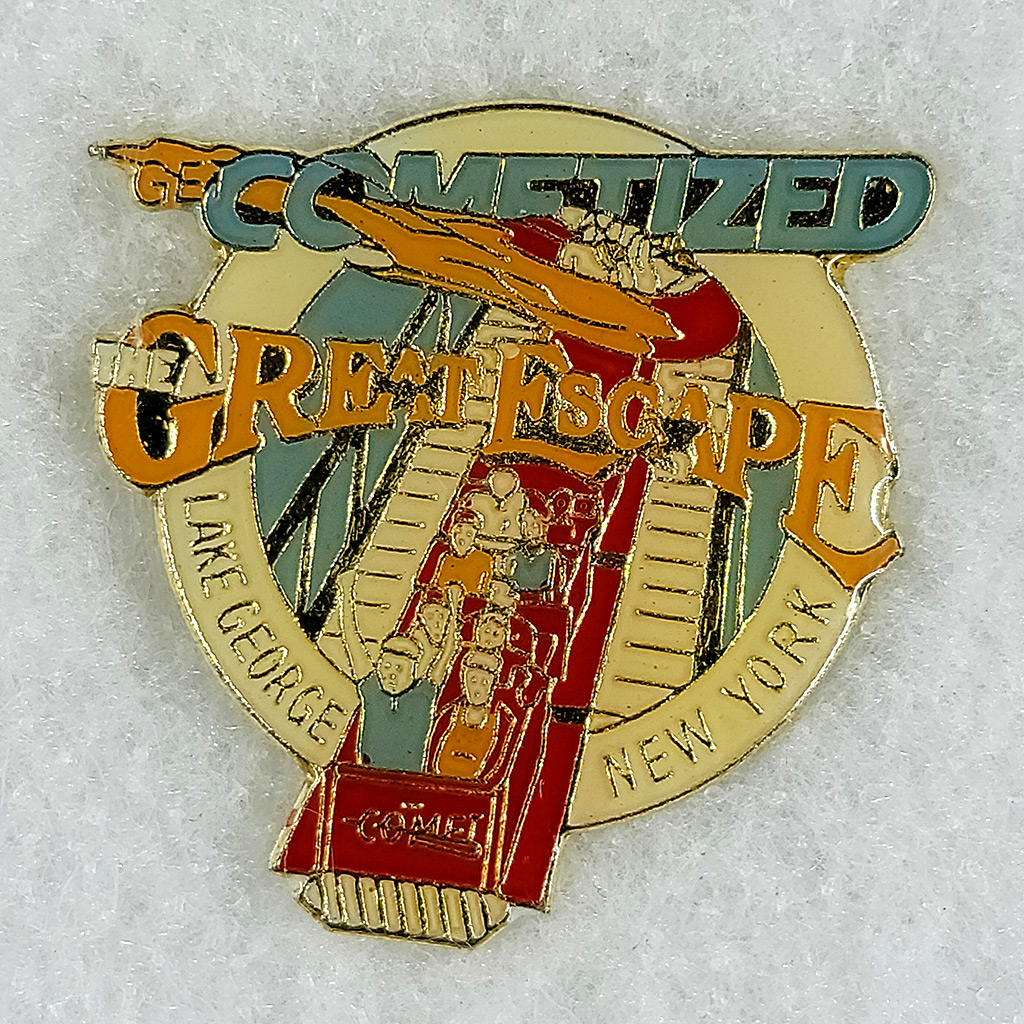 GET COMETIZED
THE GREAT ESCAPE
LAKE GEORGE
NEW YORK
COMET